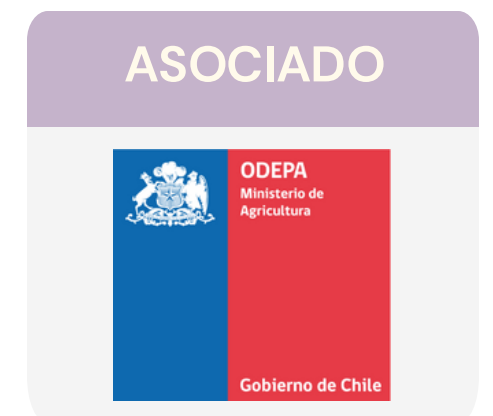 ASOCIADO
ODEPA
Ministerio de
Agricultura
Gobierno de Chile